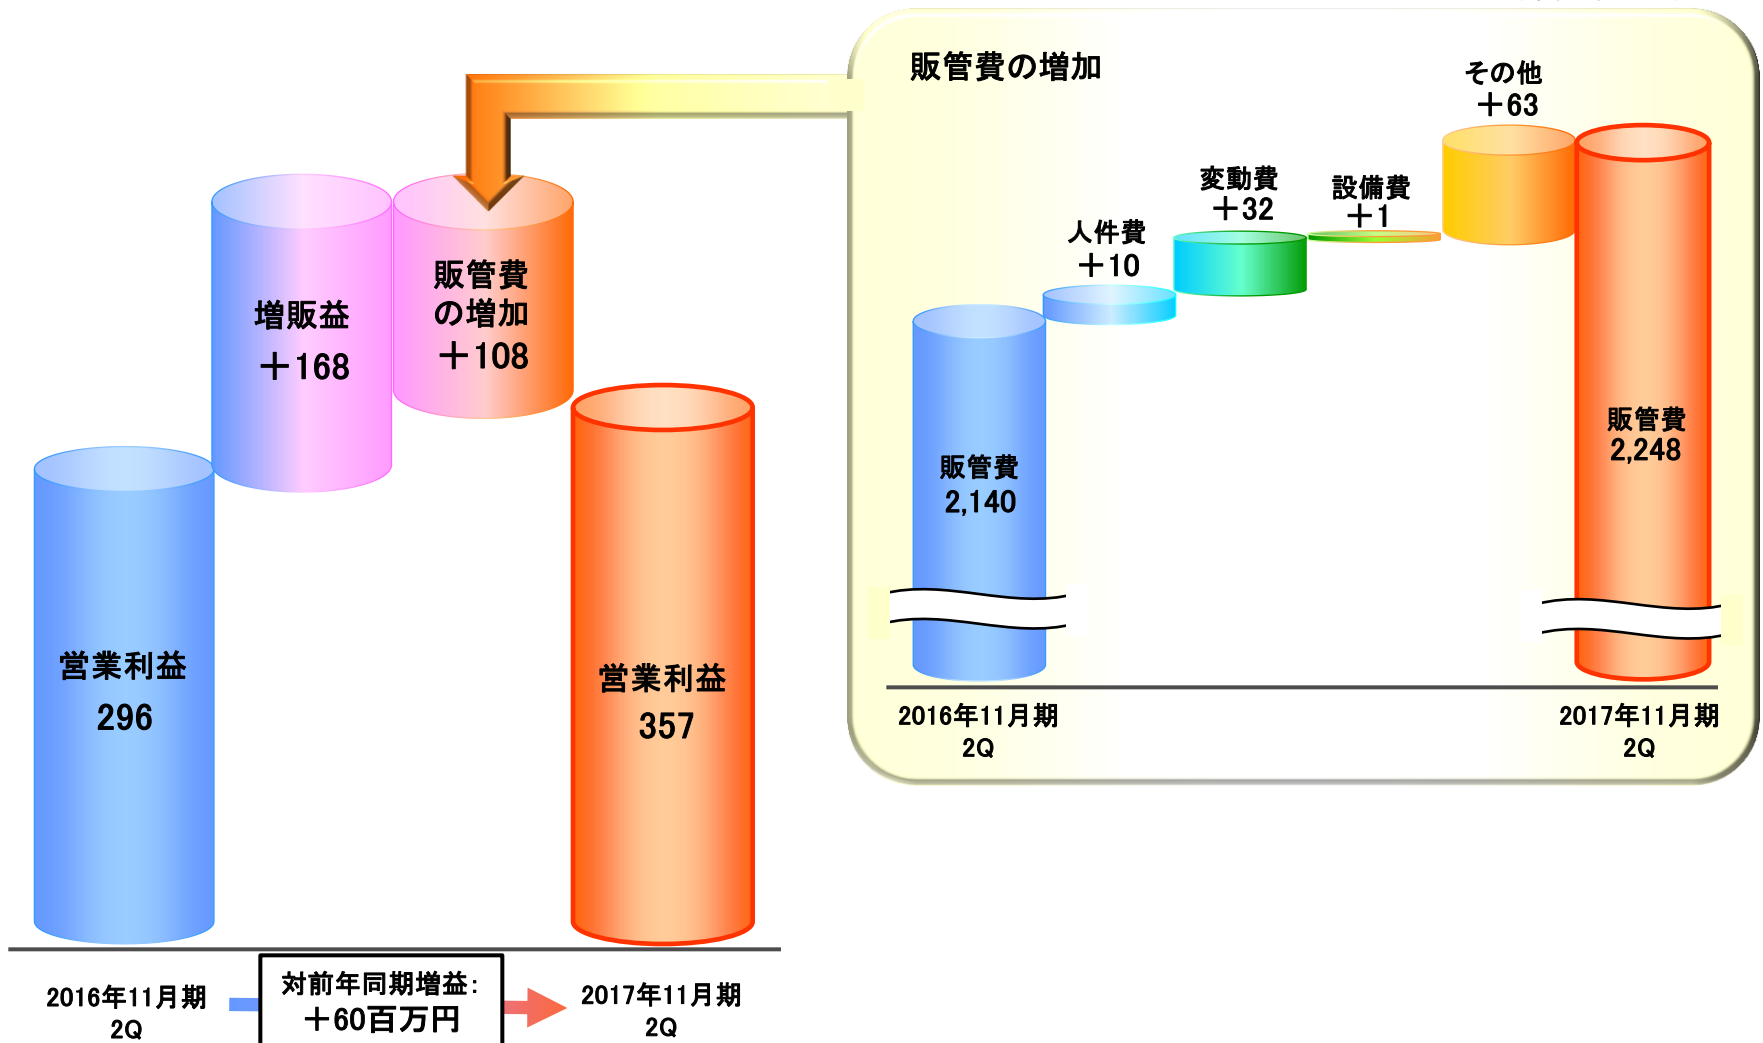 増販益
＋168
販管費
の増加
＋108
営業利益
296
営業利益
357
2016年11月期
2Q
対前年同期増益：
＋60百万円
2017年11月期
2Q
販管費の増加
販管費
2,140
人件費
＋10
変動費
＋32
設備費
＋1
その他
＋63
販管費
2,248
2016年11月期
2Q
2017年11月期
2Q